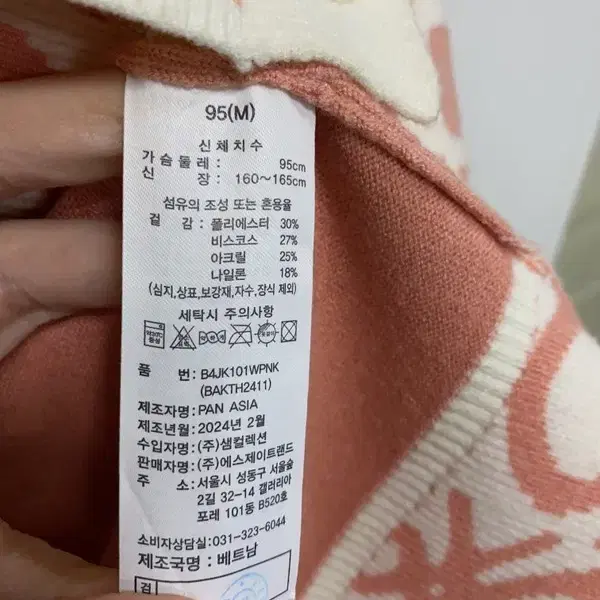 95(M)
신체치수
가슴둘레 : 95cm
신 장 : 160～165cm
섬유의 조성 또는 혼용율
겉 감 : 폴리에스터 30%
비스코스 27%
아크릴 25%
나일론 18%
(심지,상표,보강재,자수,장식 제외)
세탁시 주의사항
품 번: B4JK101WPNK
(BAKTH2411)
제조자명: PAN ASIA
제조년월: 2024년 2월
수입자명: (주)샘컬렉션
판매자명: (주)에스제이트랜드
주 소: 서울시 성동구 서울숲
2길 32-14 갤러리아
포레 101동 B520호
소비자상담실: 031-323-6044
제조국명: 베트남
검